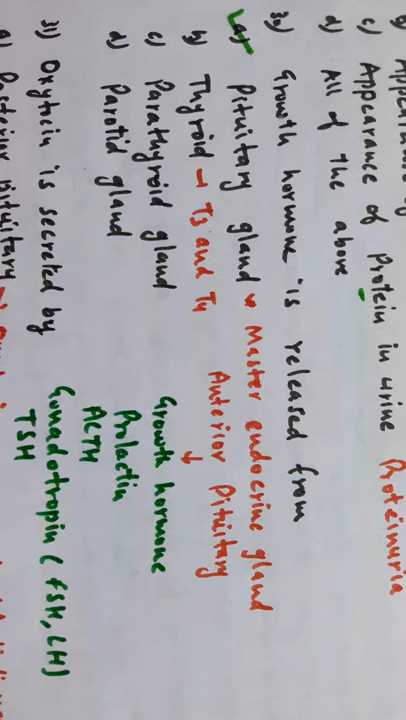 c) Appearance of Protein in urine Proteinuria
d) All of the above
Growth hormone is released from
a) Pituitary gland → Master endocrine gland
Anterior Pituitary
↓
b) Thyroid → T3 and T4
c) Parathyroid gland
d) Parotid gland
Growth hormone
Prolactin
ACTH
Gonadotropin (FSH, LH)
TSH
31) Oxytocin is secreted by
a) Posterior pituitary →